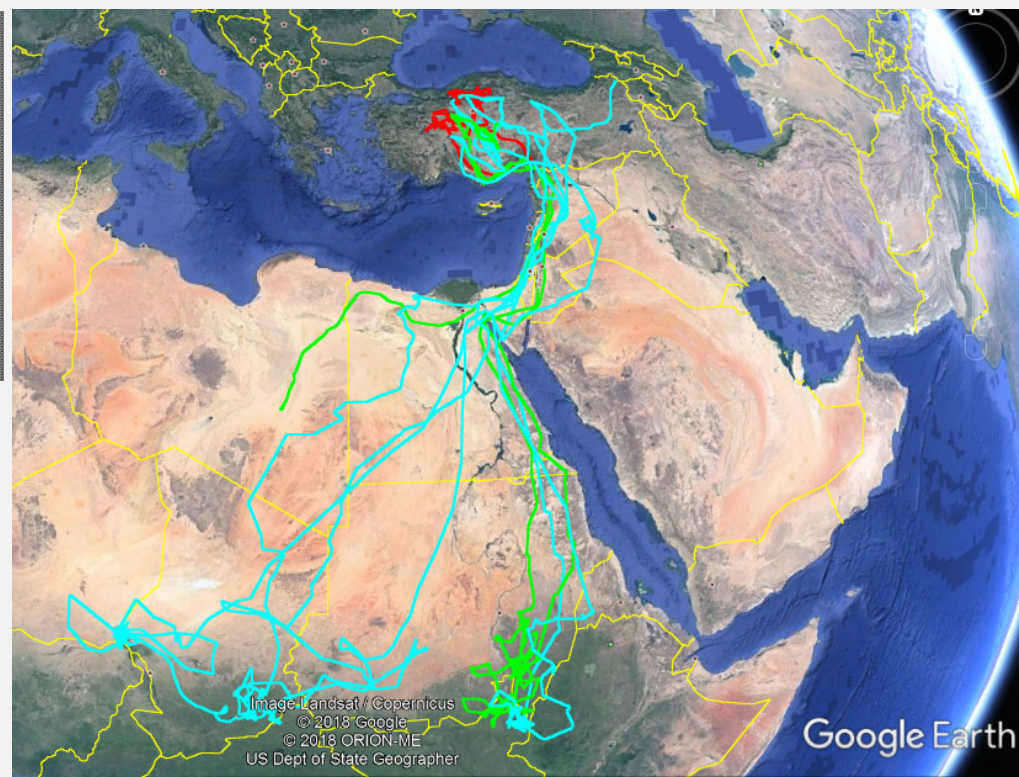 N
Image Landsat / Copernicus
© 2018 Google
© 2018 ORION-ME
US Dept of State Geographer
Google Earth